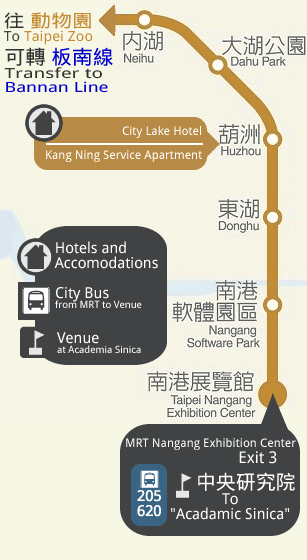 往 動物園
To Taipei Zoo
可轉 板南線
Transfer to
Bannan Line
內湖
Neihu
大湖公園
Dahu Park
City Lake Hotel
Kang Ning Service Apartment
葫洲
Huzhou
東湖
Donghu
Hotels and
Accomodations
City Bus
from MRT to Venue
Venue
at Academia Sinica
南港
軟體園區
Nangang
Software Park
南港展覽館
Taipei Nangang
Exhibition Center
MRT Nangang Exhibition Center
Exit 3
205
620
中央研究院
To
"Acadamic Sinica"